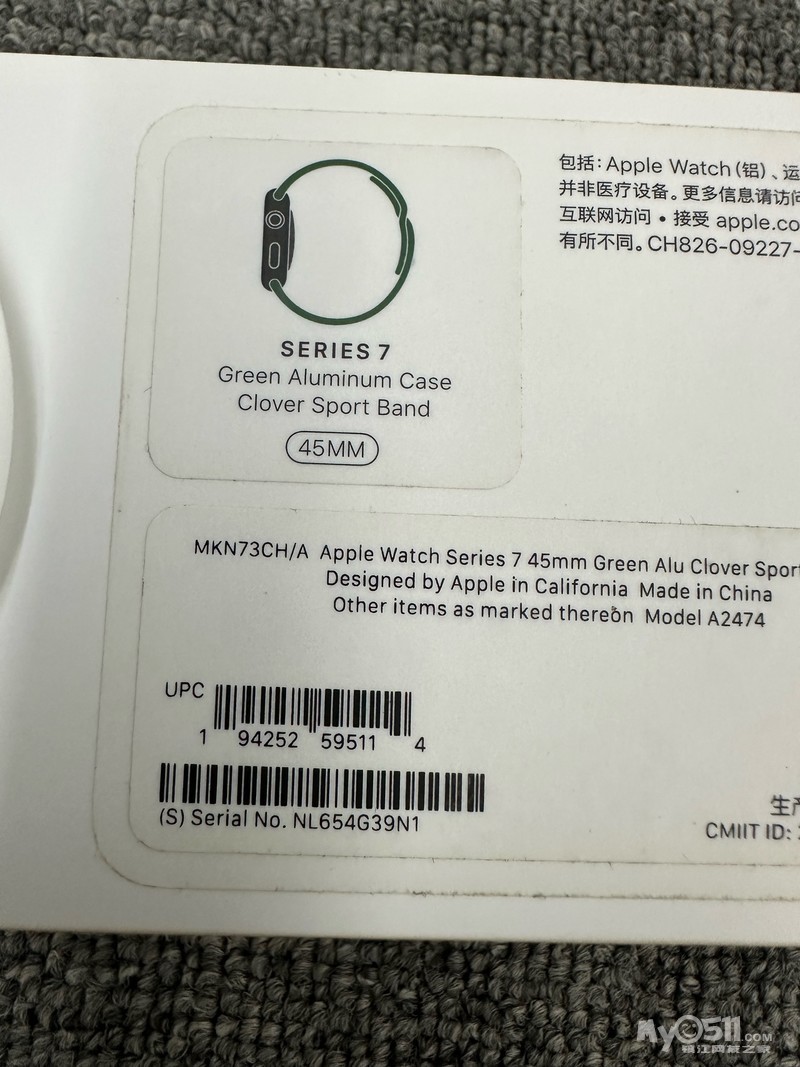 SERIES 7
Green Aluminum Case
Clover Sport Band
45MM
包括：Apple Watch（铝）、运
并非医疗设备。更多信息请访问
互联网访问 • 接受 apple.co
有所不同。CH826-09227-
MKN73CH/A Apple Watch Series 7 45mm Green Alu Clover Sport
Designed by Apple in California Made in China
Other items as marked thereon Model A2474
UPC
1 94252 59511 4
(S) Serial No. NL654G39N1
生产
CMIIT ID:
My0511.COM
镇江网友之家